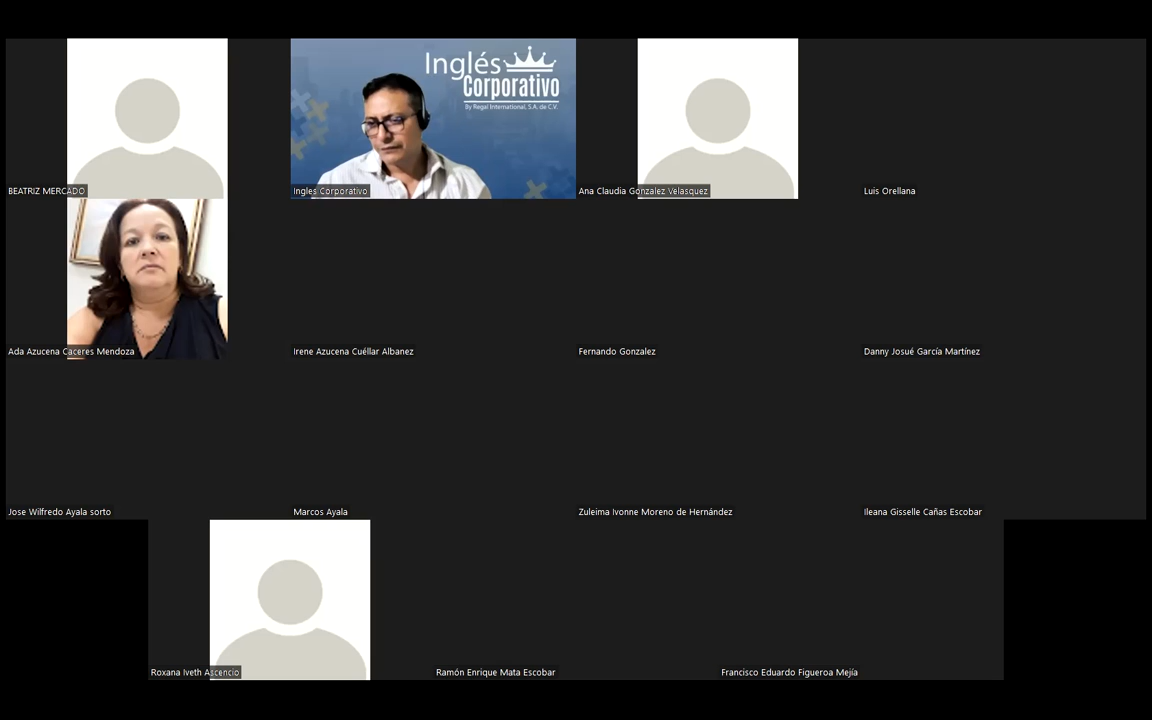 Inglés
Corporativo
By Regal International, S.A. de C.V.
BEATRIZ MERCADO
Ingles Corporativo
Ana Claudia Gonzalez Velasquez
Luis Orellana
Ada Azucena Caceres Mendoza
Irene Azucena Cuéllar Albanez
Fernando Gonzalez
Danny Josué García Martínez
Jose Wilfredo Ayala sorto
Marcos Ayala
Zuleima Ivonne Moreno de Hernández
Ileana Gisselle Cañas Escobar
Roxana Iveth Ascencio
Ramón Enrique Mata Escobar
Francisco Eduardo Figueroa Mejía